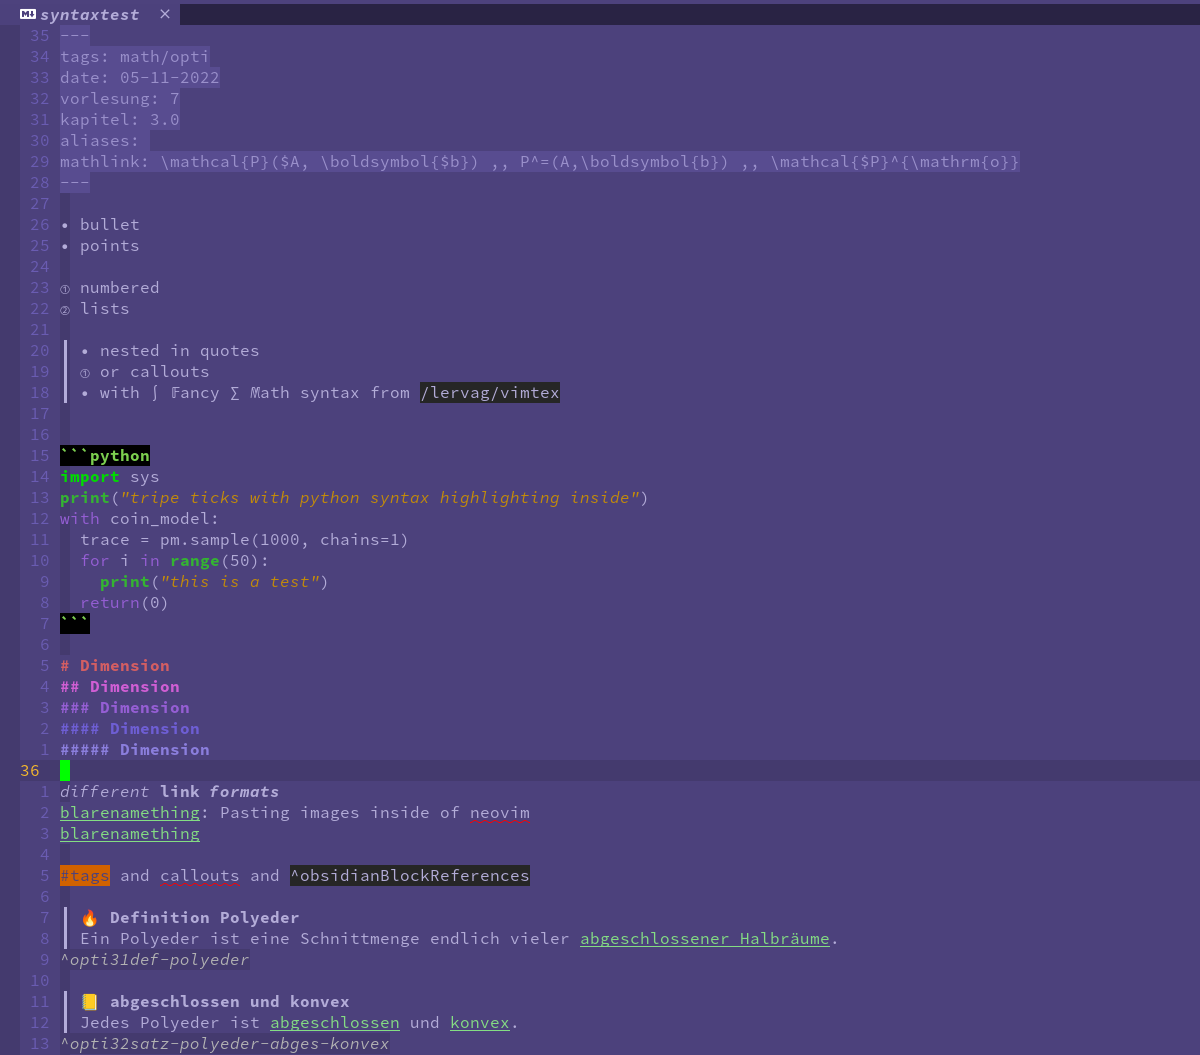 M↓ syntaxtest ×
35 ---
34 tags: math/opti
33 date: 05-11-2022
32 vorlesung: 7
31 kapitel: 3.0
30 aliases:
29 mathlink: \mathcal{P}($A, \boldsymbol{$b}) ,, P^=(A,\boldsymbol{b}) ,, \mathcal{$P}^{\mathrm{o}}
28 ---
27
26 • bullet
25 • points
24
23 ① numbered
22 ② lists
21
20 • nested in quotes
19 ① or callouts
18 • with ∫ 𝔽ancy ∑ 𝑀ath syntax from /lervag/vimtex
17
16
15 ```python
14 import sys
13 print("tripe ticks with python syntax highlighting inside")
12 with coin_model:
11   trace = pm.sample(1000, chains=1)
10   for i in range(50):
9     print("this is a test")
8   return(0)
7 ```
6
5 # Dimension
4 ## Dimension
3 ### Dimension
2 #### Dimension
1 ##### Dimension
36
1 different link formats
2 blarenamething: Pasting images inside of neovim
3 blarenamething
4
5 #tags and callouts and ^obsidianBlockReferences
6
7 🔥 Definition Polyeder
8 Ein Polyeder ist eine Schnittmenge endlich vieler abgeschlossener Halbräume.
9 ^opti31def-polyeder
10
11 📒 abgeschlossen und konvex
12 Jedes Polyeder ist abgeschlossen und konvex.
13 ^opti32satz-polyeder-abges-konvex